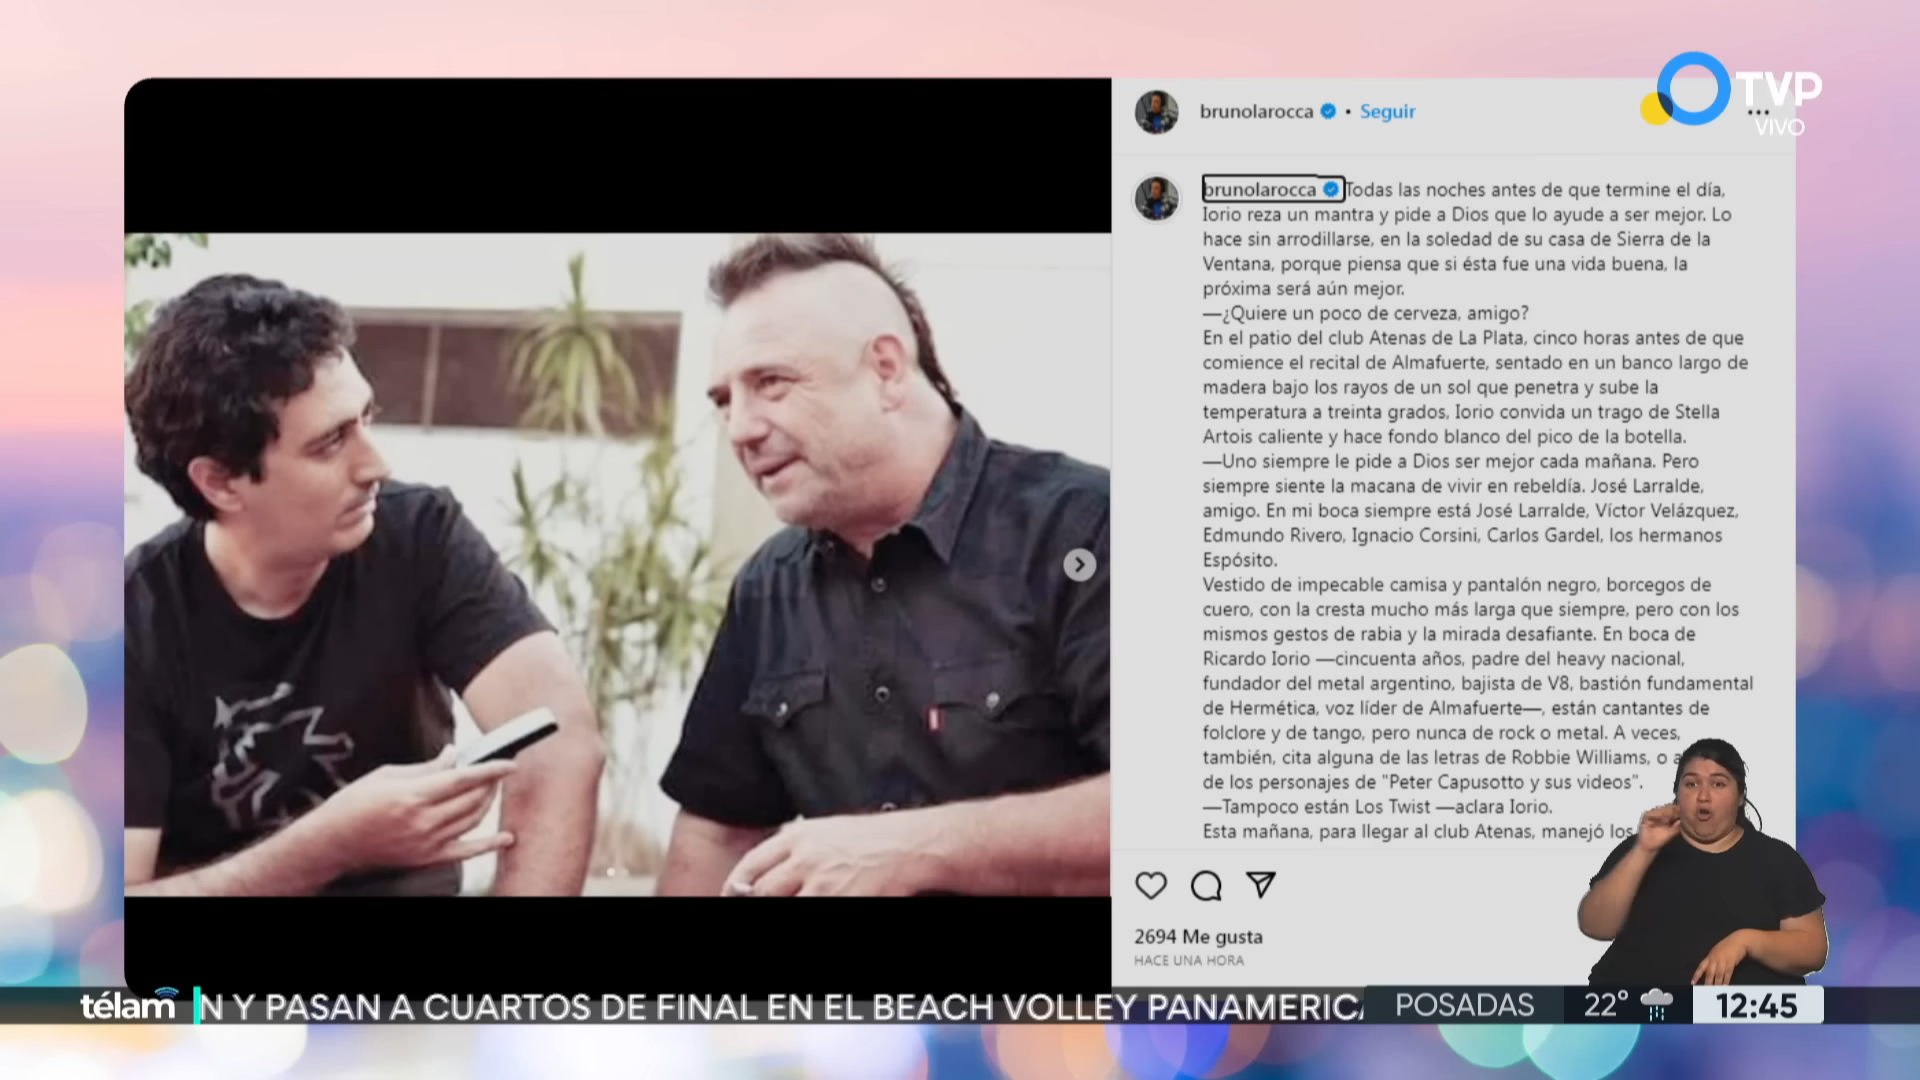 TVP
VIVO
brunolarocca • Seguir
brunolarocca Todas las noches antes de que termine el día,
Iorio reza un mantra y pide a Dios que lo ayude a ser mejor. Lo
hace sin arrodillarse, en la soledad de su casa de Sierra de la
Ventana, porque piensa que si ésta fue una vida buena, la
próxima será aún mejor.
—¿Quiere un poco de cerveza, amigo?
En el patio del club Atenas de La Plata, cinco horas antes de que
comience el recital de Almafuerte, sentado en un banco largo de
madera bajo los rayos de un sol que penetra y sube la
temperatura a treinta grados, Iorio convida un trago de Stella
Artois caliente y hace fondo blanco del pico de la botella.
—Uno siempre le pide a Dios ser mejor cada mañana. Pero
siempre siente la macana de vivir en rebeldía. José Larralde,
amigo. En mi boca siempre está José Larralde, Víctor Velázquez,
Edmundo Rivero, Ignacio Corsini, Carlos Gardel, los hermanos
Espósito.
Vestido de impecable camisa y pantalón negro, borcegos de
cuero, con la cresta mucho más larga que siempre, pero con los
mismos gestos de rabia y la mirada desafiante. En boca de
Ricardo Iorio —cincuenta años, padre del heavy nacional,
fundador del metal argentino, bajista de V8, bastión fundamental
de Hermética, voz líder de Almafuerte—, están cantantes de
folclore y de tango, pero nunca de rock o metal. A veces,
también, cita alguna de las letras de Robbie Williams, o
de los personajes de "Peter Capusotto y sus videos".
—Tampoco están Los Twist —aclara Iorio.
Esta mañana, para llegar al club Atenas, manejó los
2694 Me gusta
HACE UNA HORA
télam N Y PASAN A CUARTOS DE FINAL EN EL BEACH VOLLEY PANAMERIC POSADAS 22° 12:45